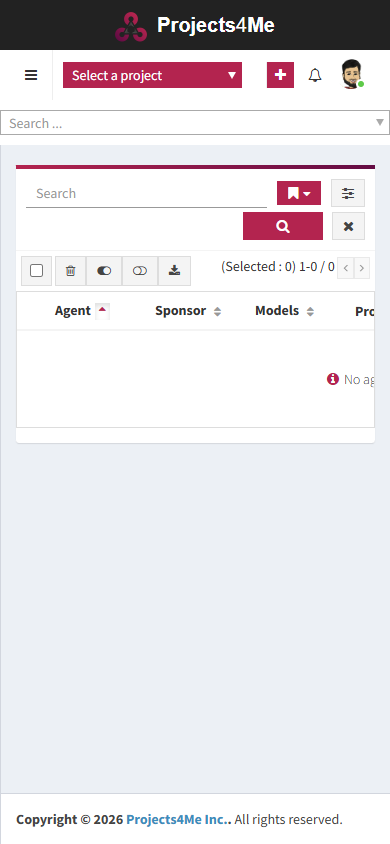 Projects4Me
Select a project
Search ...
Search
(Selected : 0) 1-0 / 0
Agent Sponsor Models Pro
No ag
Copyright © 2026 Projects4Me Inc.. All rights reserved.